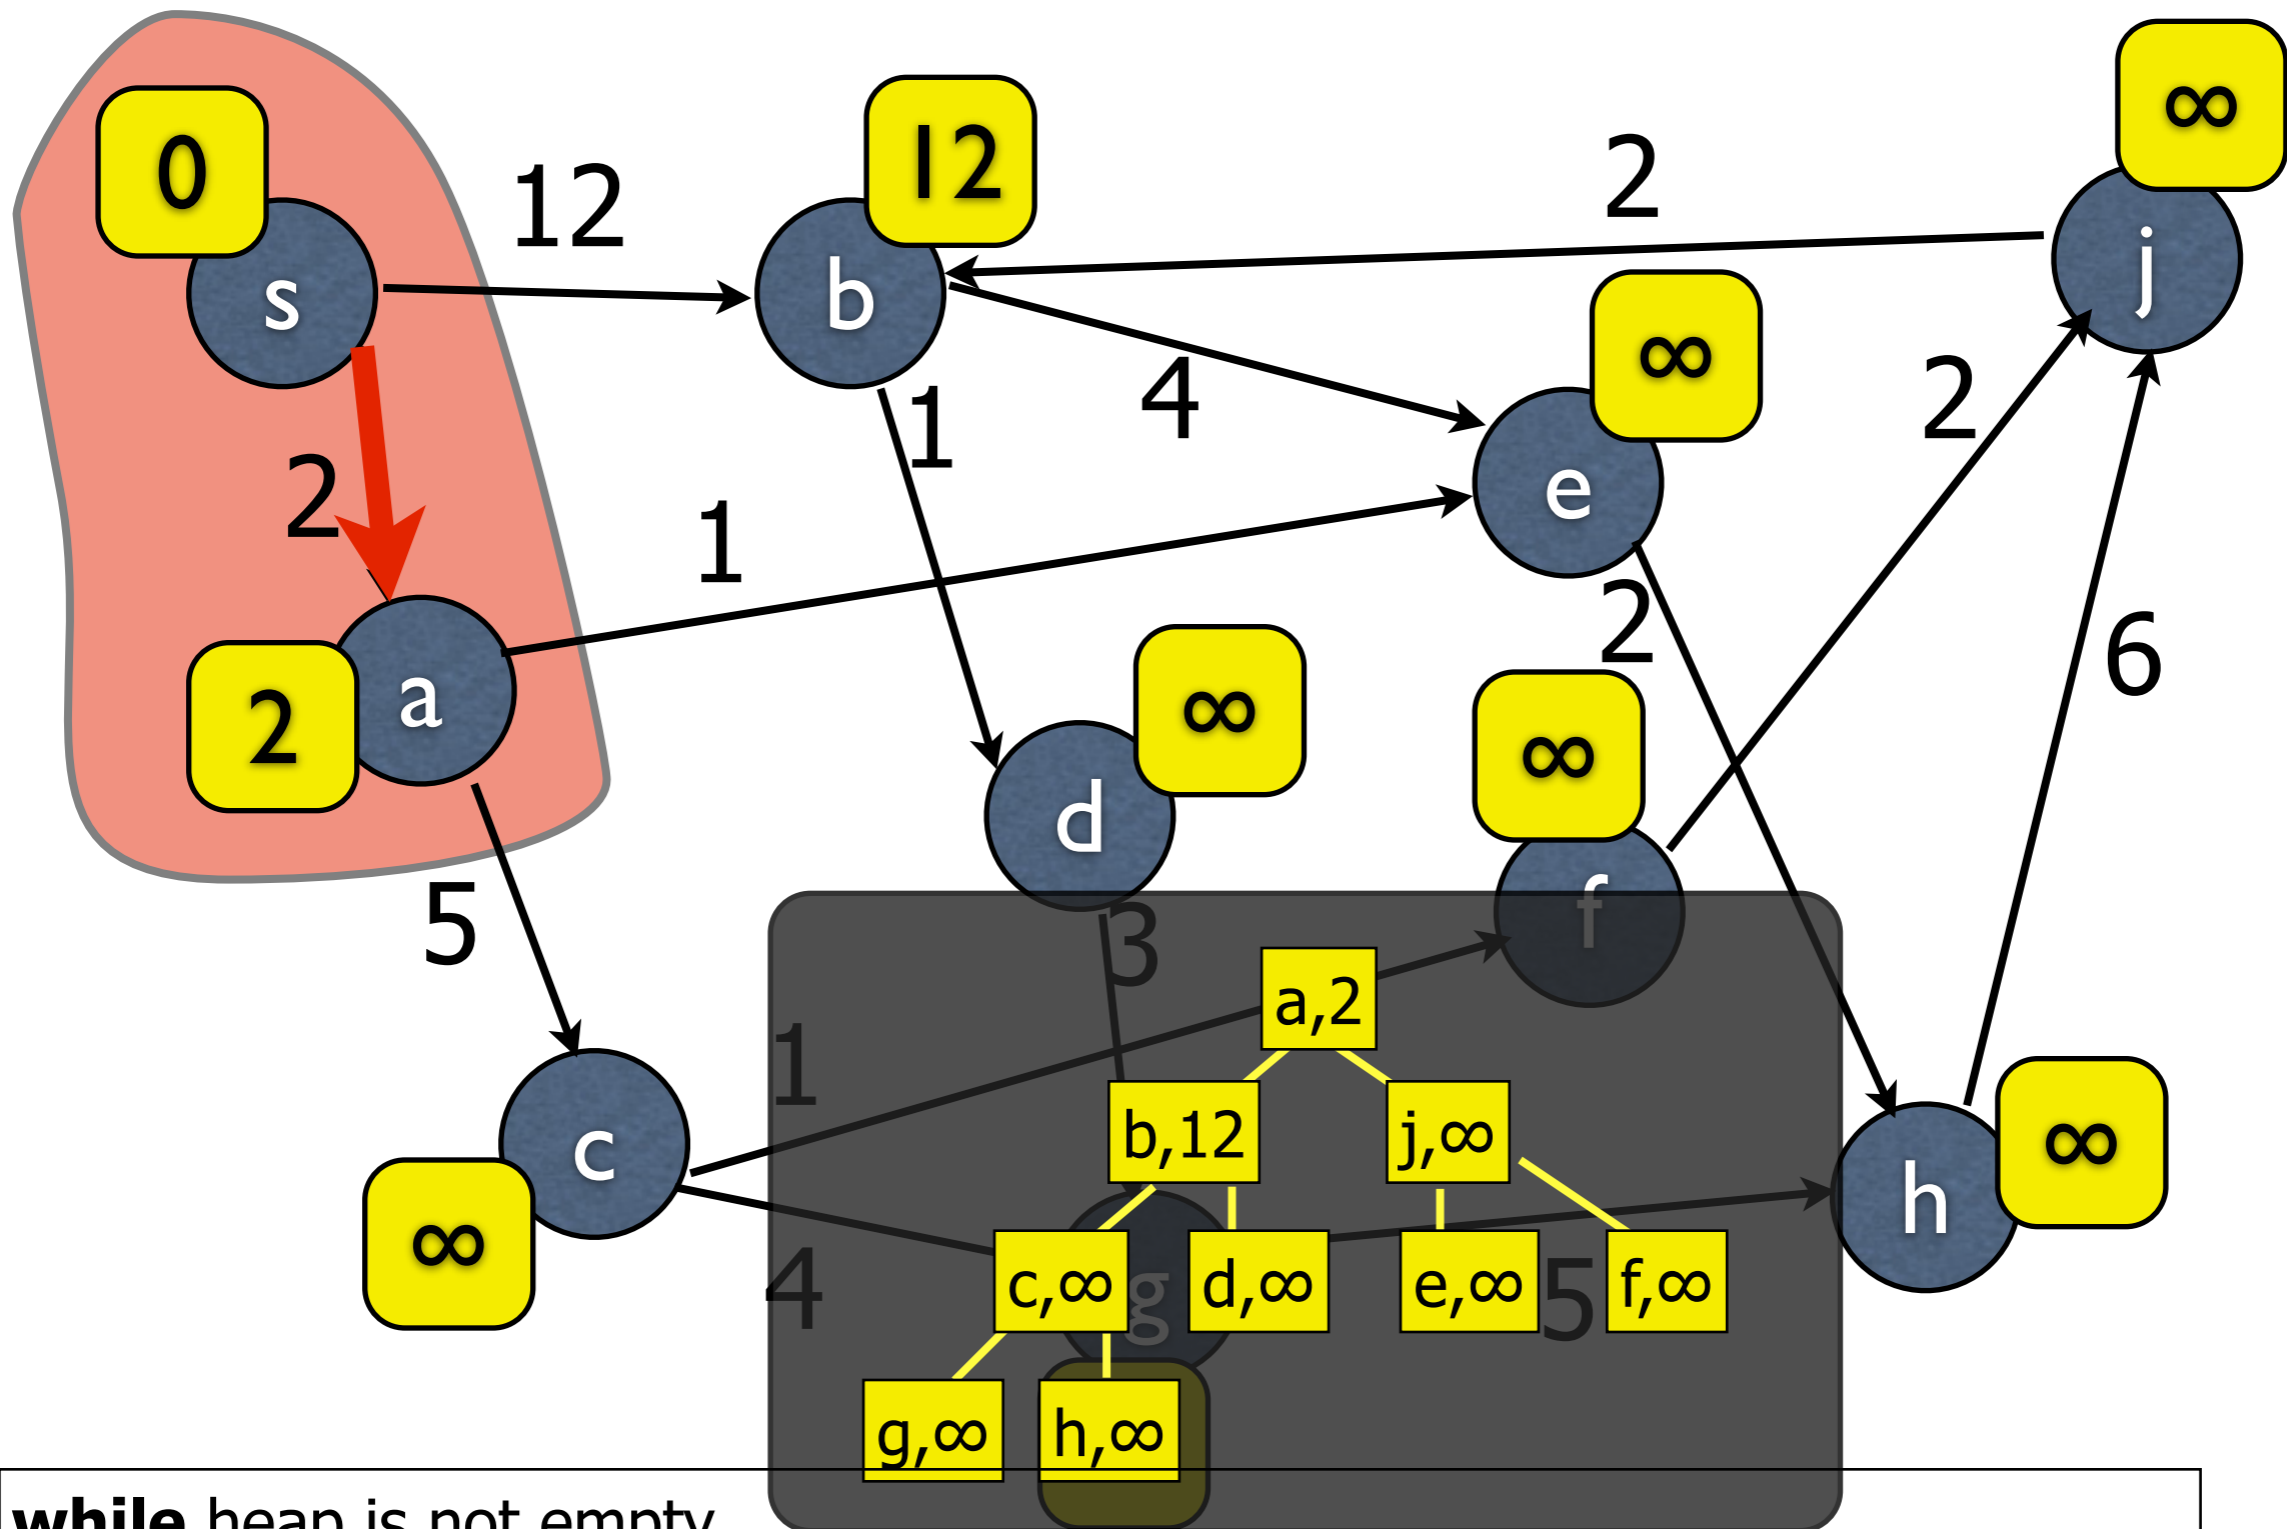 ∞
0
12
12
2
s
b
j
∞
4
1
2
2
1
e
2
6
∞
∞
2
a
d
f
5
3
a,2
1
b,12
j,∞
∞
c
h
∞
4
c,∞
g
d,∞
e,∞
5
f,∞
g,∞
h,∞
while heap is not empty